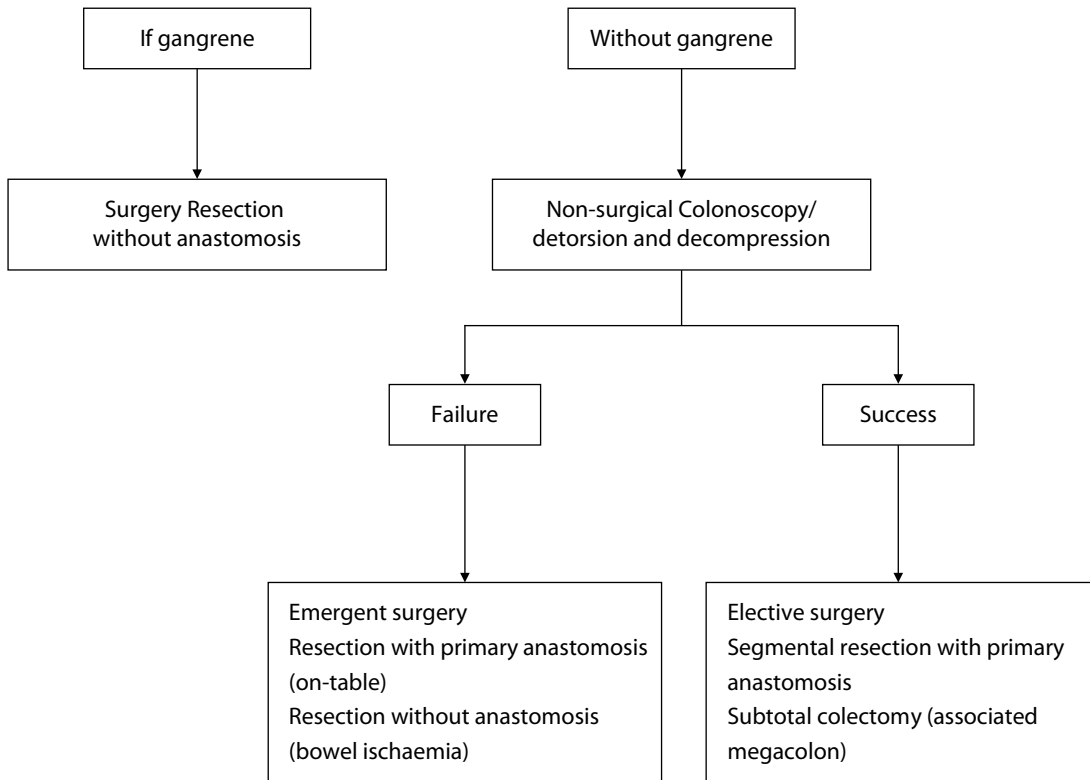 If gangrene
Without gangrene
Surgery Resection
without anastomosis
Non-surgical Colonoscopy/
detorsion and decompression
Failure
Success
Emergent surgery
Resection with primary anastomosis
(on-table)
Resection without anastomosis
(bowel ischaemia)
Elective surgery
Segmental resection with primary
anastomosis
Subtotal colectomy (associated
megacolon)